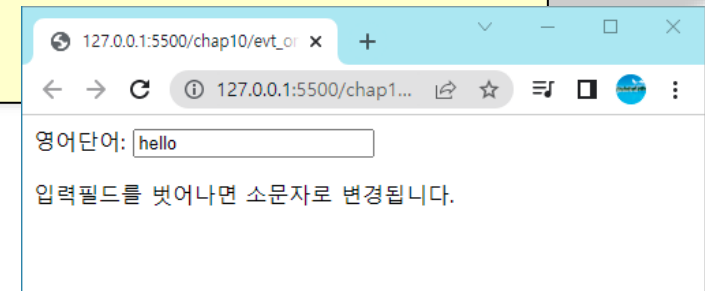 127.0.0.1:5500/chap10/evt_or
127.0.0.1:5500/chap1...
영어단어: hello
입력필드를 벗어나면 소문자로 변경됩니다.